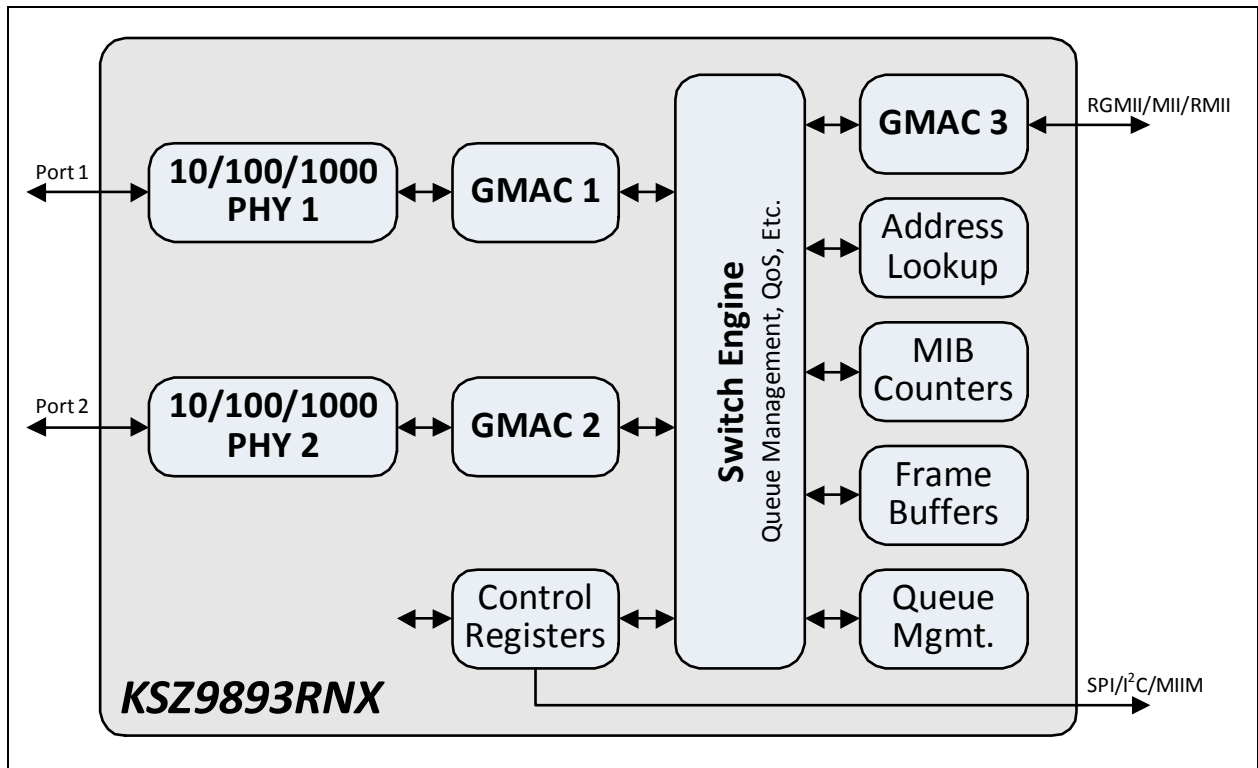 Port 1
10/100/1000
PHY 1
GMAC 1
Port 2
10/100/1000
PHY 2
GMAC 2
Control
Registers
Switch Engine
Queue Management, QoS, Etc.
GMAC 3
RGMII/MII/RMII
Address
Lookup
MIB
Counters
Frame
Buffers
Queue
Mgmt.
SPI/I²C/MIIM
KSZ9893RNX